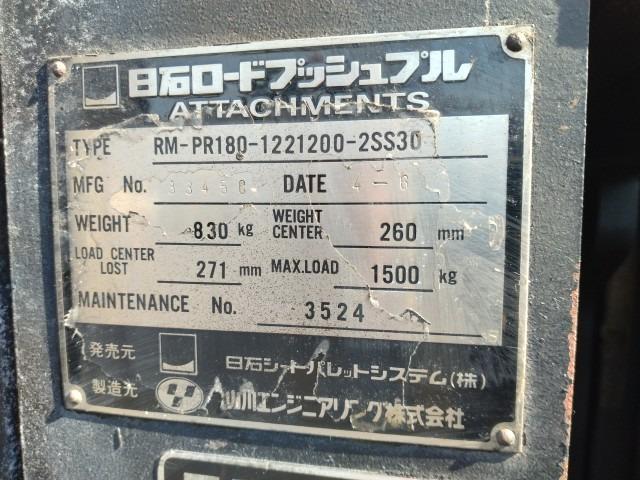 日石ロードプッシュプル
ATTACHMENTS
TYPE RM-PR180-1221200-2SS30
MFG No. 33456 DATE 4-6
WEIGHT 830 kg WEIGHT CENTER 260 mm
LOAD CENTER LOST 271 mm MAX.LOAD 1500 kg
MAINTENANCE No. 3524
発売元 日石シートパレットシステム(株)
製造元 エンジニアリング株式会社